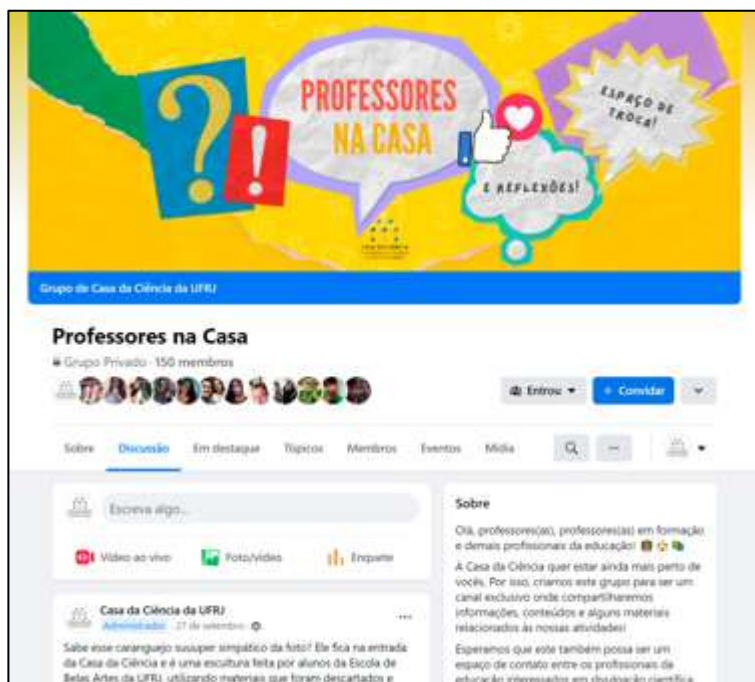 PROFESSORES
NA CASA
ESPAÇO DE
TROCA!
E REFLEXÕES!
Grupo de Casa da Ciência da UFRJ
Professores na Casa
Grupo Privado · 150 membros
Entrou
+ Convidar
Sobre Discussão Em destaque Tópicos Membros Eventos Mídia
Escreva algo...
Vídeo ao vivo Foto/vídeo Enquete
Casa da Ciência da UFRJ
Administrador · 27 de setembro
Sabe esse caranguejo suuuper simpático da foto? Ele fica na entrada
da Casa da Ciência e é uma escultura feita por alunos da Escola de
Belas Artes da UFRJ, utilizando materiais que foram descartados e
Sobre
Olá, professores(as), professores(as) em formação
e demais profissionais da educação!
A Casa da Ciência quer estar ainda mais perto de
vocês. Por isso, criamos este grupo para ser um
canal exclusivo onde compartilharemos
informações, conteúdos e alguns materiais
relacionados às nossas atividades!
Esperamos que este também possa ser um
espaço de contato entre os profissionais da
educação interessados em divulgação científica,